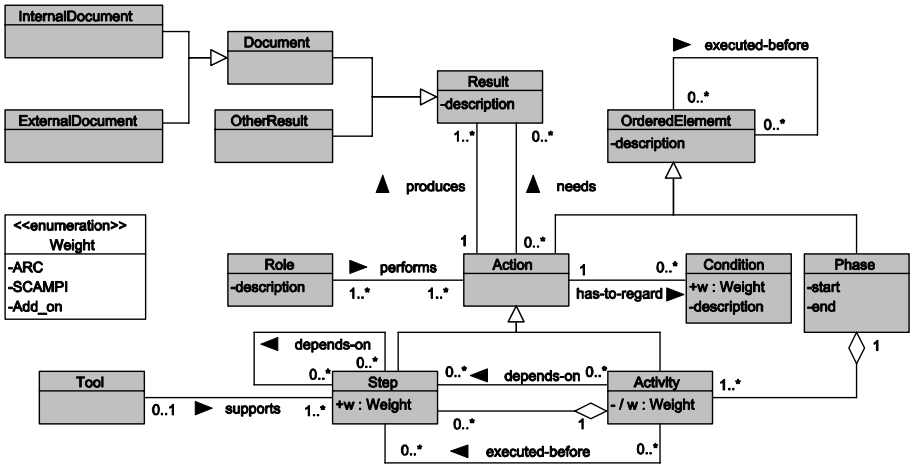 InternalDocument
Document
executed-before
Result
-description
0..*
ExternalDocument
OtherResult
OrderedElememt
-description
0..*
1..*
0..*
produces
needs
<<enumeration>>
Weight
-ARC
-SCAMPI
-Add_on
1
0..*
Role
-description
performs
1..*
1..*
Action
1
0..*
has-to-regard
Condition
+w : Weight
-description
Phase
-start
-end
1
depends-on
0..*
0..*
Tool
0..1
supports
1..*
Step
+w : Weight
0..*
depends-on
0..*
Activity
- / w : Weight
1..*
0..*
1
0..*
executed-before
0..*